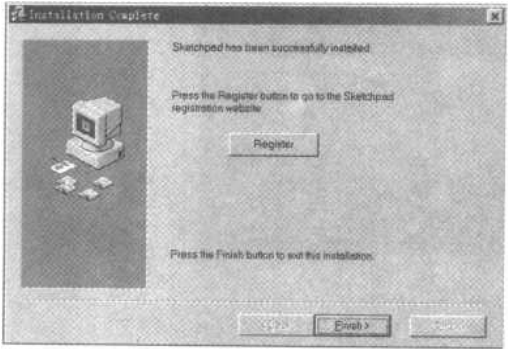 Installation Complete
Sketchpad has been successfully installed
Press the Register button to go to the Sketchpad
registration website
Register
Press the Finish button to exit this installation.
Finish >